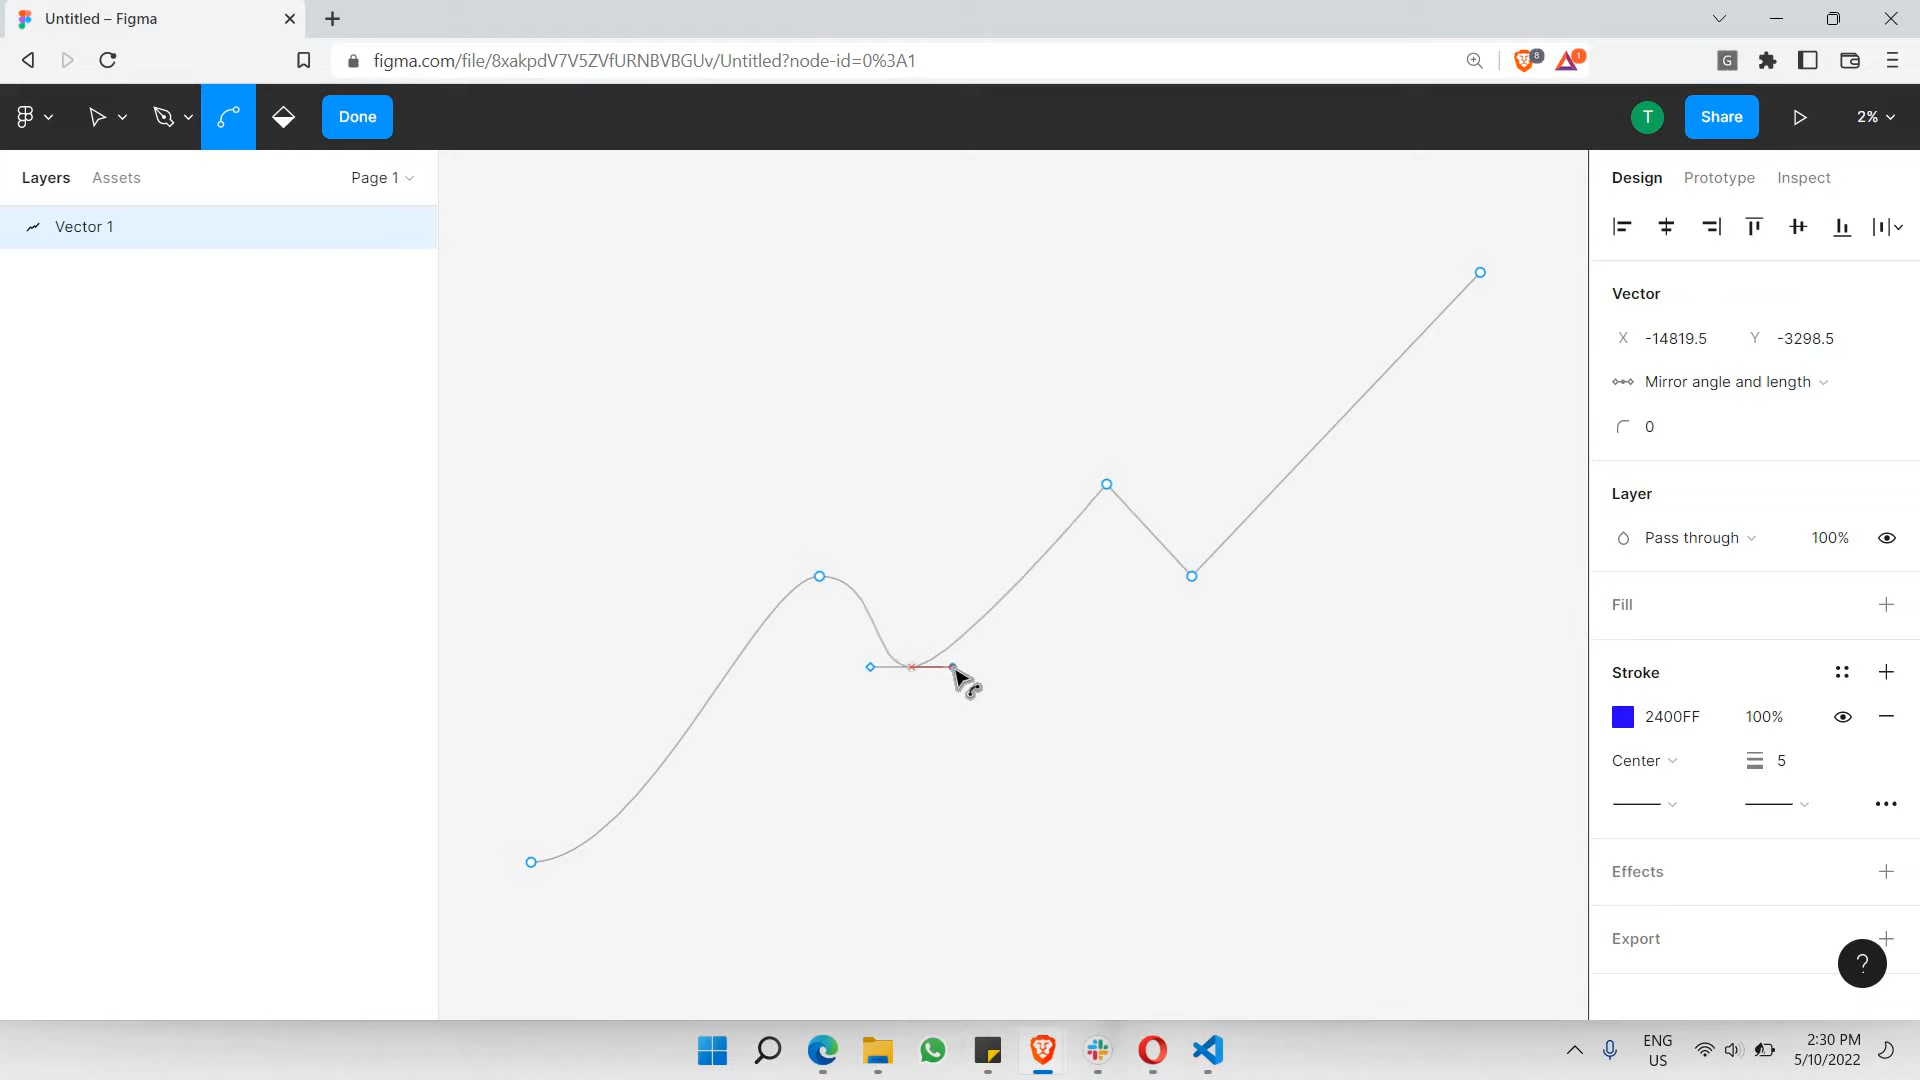 Untitled – Figma
figma.com/file/8xakpdV7V5ZVfURNBVBGUv/Untitled?node-id=0%3A1
G
8
1
Done
T
Share
2%
Layers
Assets
Page 1
Design
Prototype
Inspect
Vector 1
Vector
X -14819.5
Y -3298.5
Mirror angle and length
0
Layer
Pass through
100%
Fill
Stroke
2400FF
100%
Center
5
Effects
Export
?
ENG
US
2:30 PM
5/10/2022